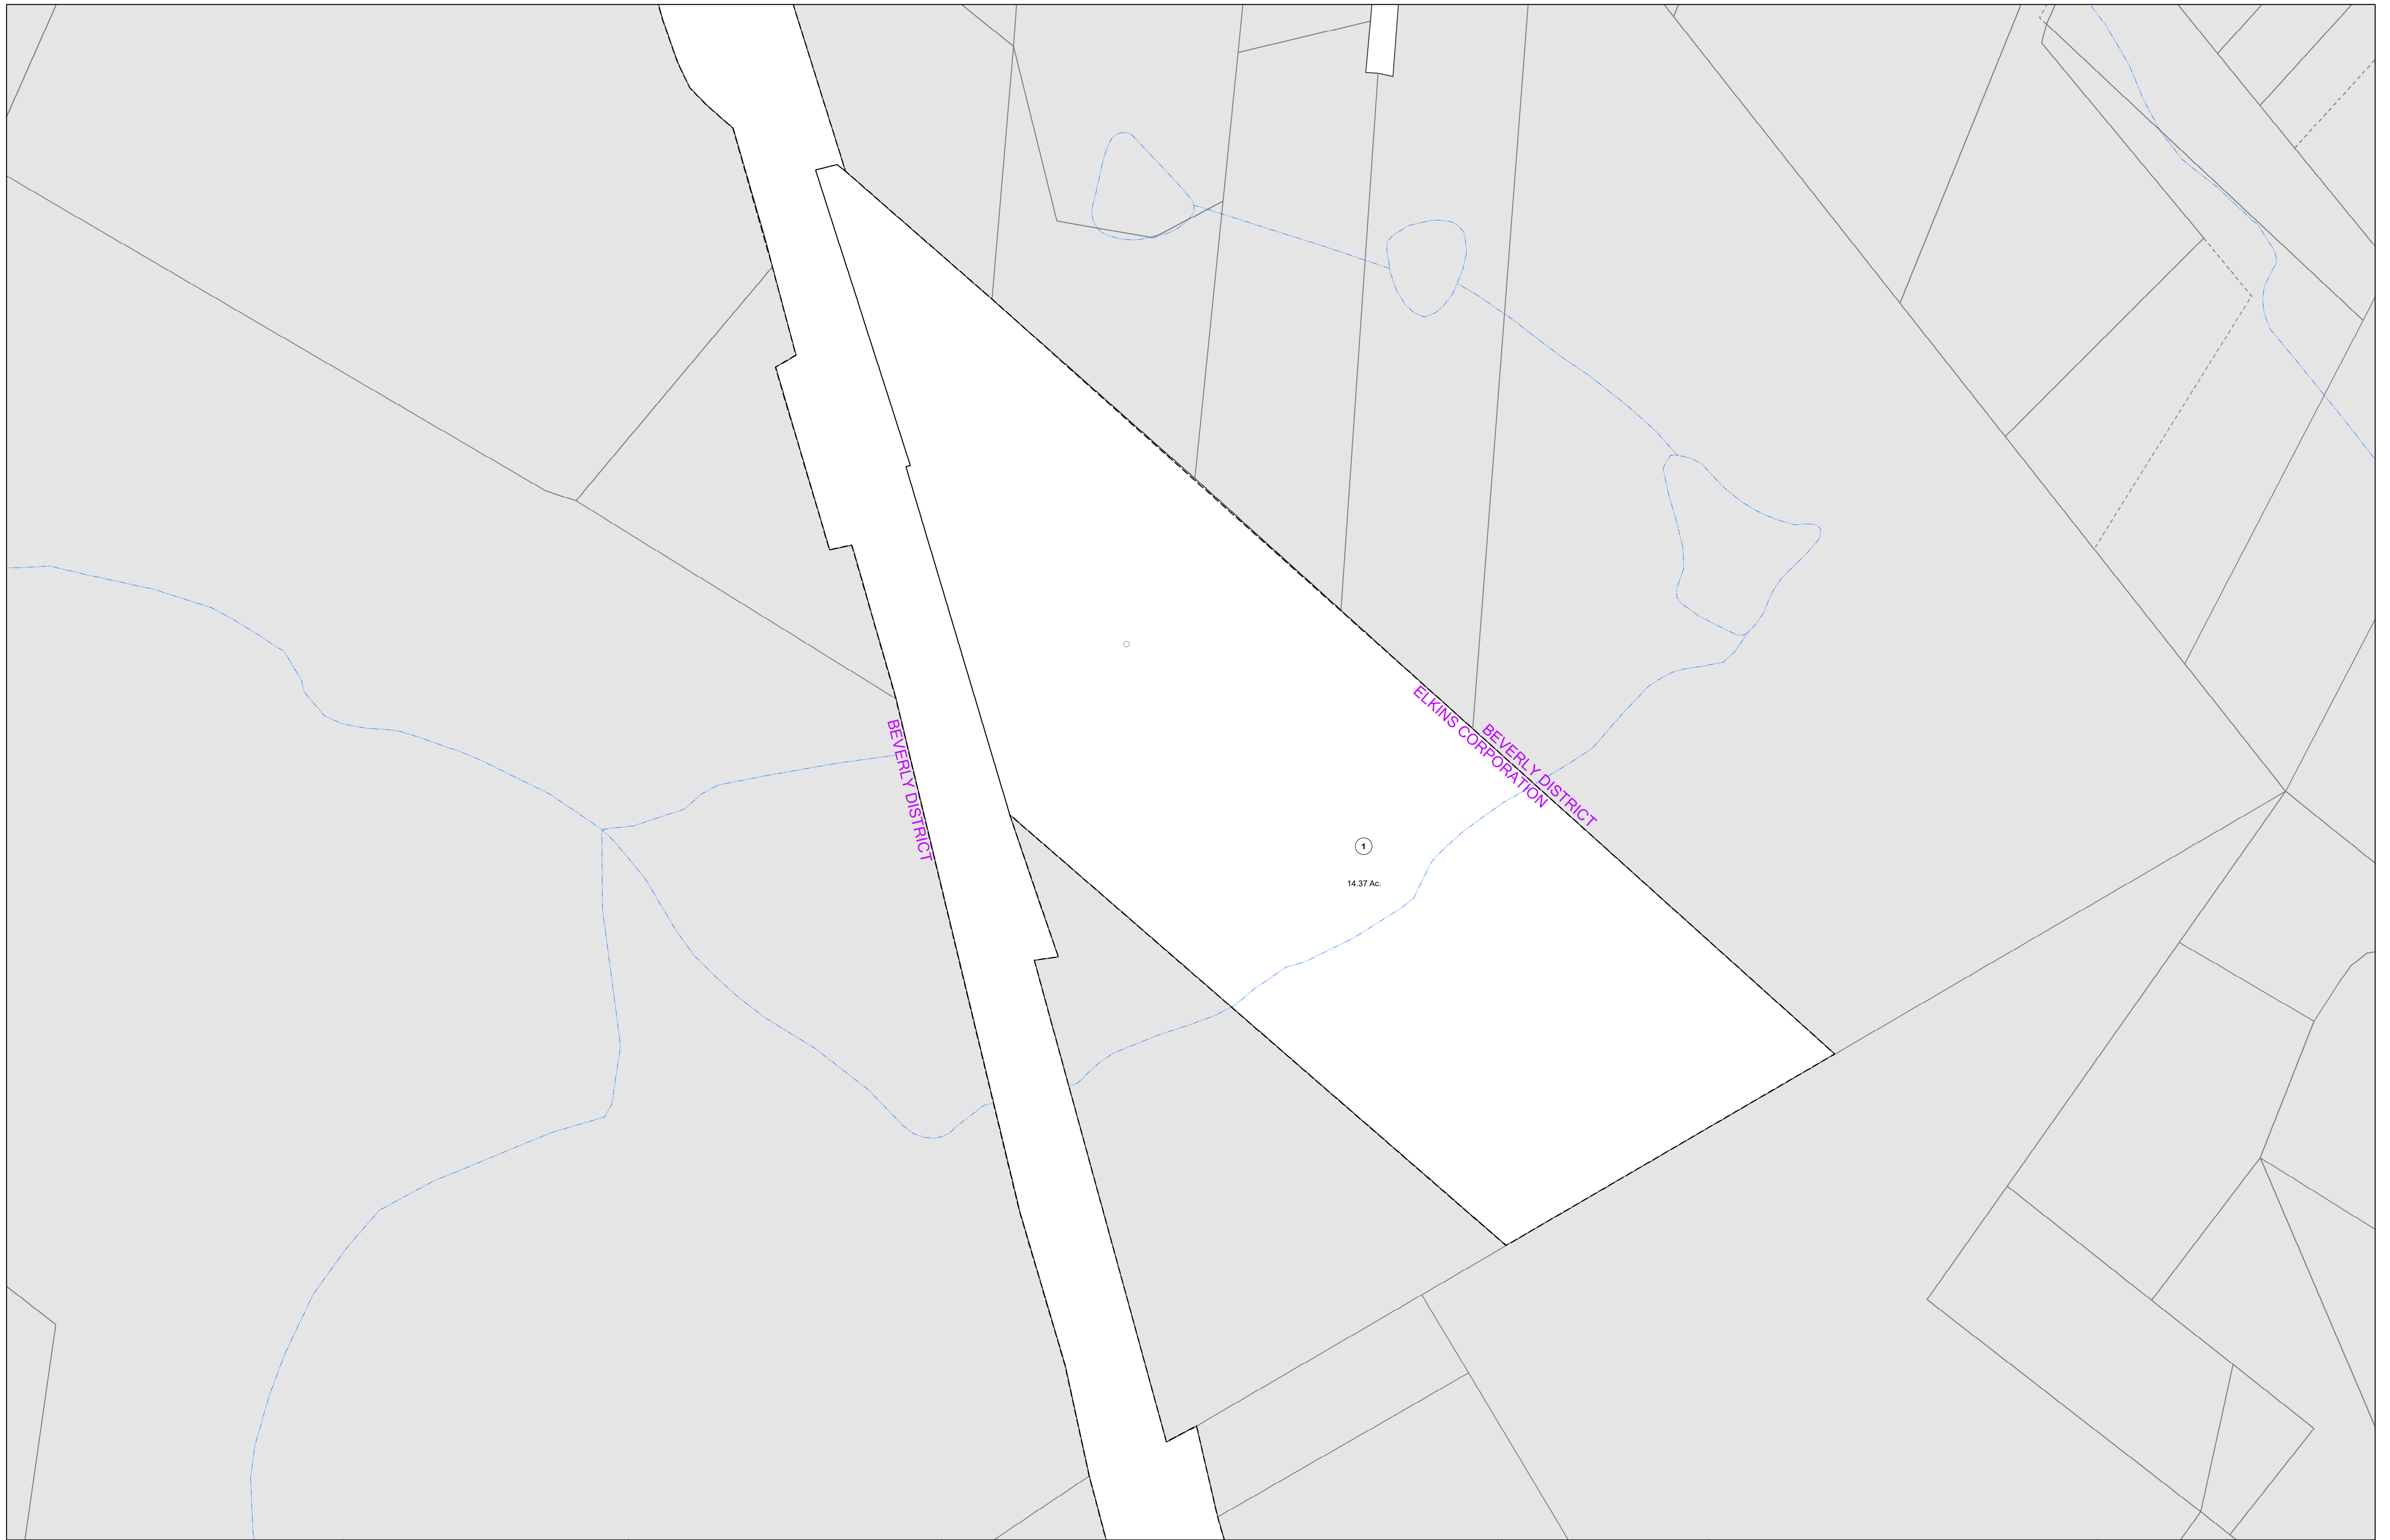 BEVERLY DISTRICT
ELKINS CORPORATION
BEVERLY DISTRICT
1
14.37 Ac.